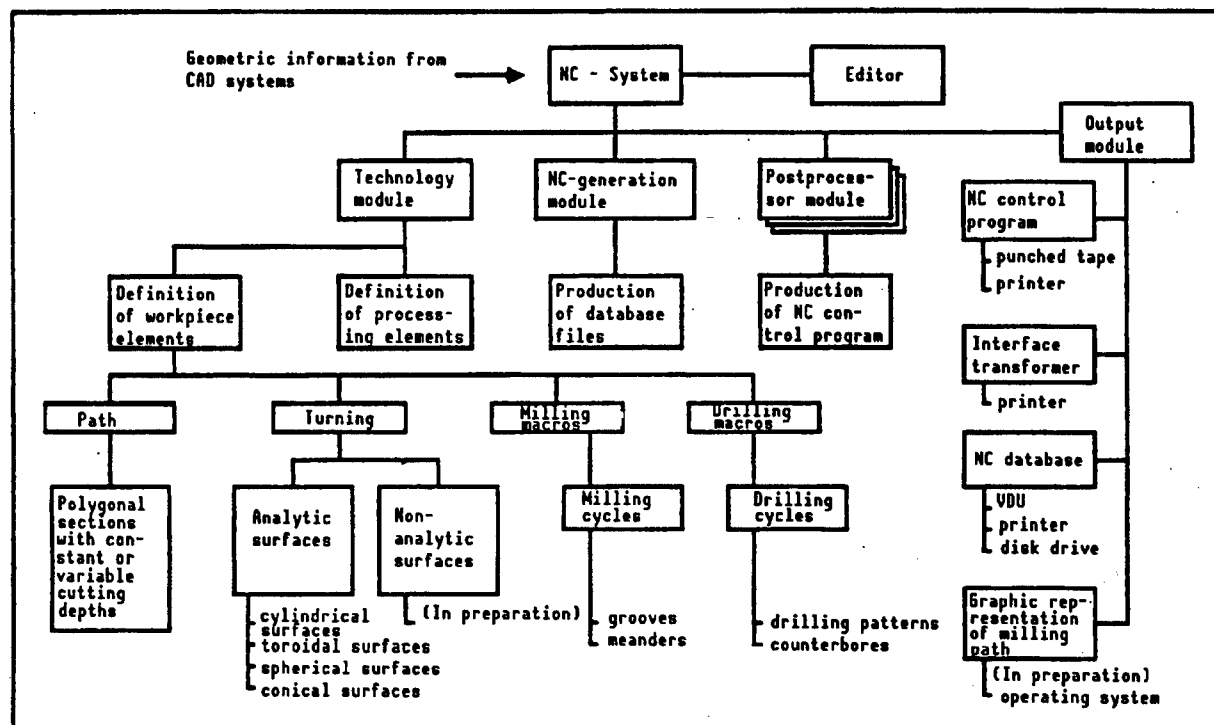 Geometric information from
CAD systems
NC - System
Editor
Output
module
Technology
module
NC-generation
module
Postproces-
sor module
NC control
program
punched tape
printer
Definition of
of workpiece
elements
Definition
of process-
ing elements
Production
of database
files
Production
of NC con-
trol program
Interface
transformer
printer
Path
Turning
Milling
macros
Drilling
macros
NC database
VDU
printer
disk drive
Polygonal
sections
with con-
stant or
variable
cutting
depths
Analytic
surfaces
Non-
analytic
surfaces
Milling
cycles
Drilling
cycles
cylindrical
surfaces
toroidal surfaces
spherical surfaces
conical surfaces
(In preparation)
grooves
meanders
drilling patterns
counterbores
Graphic rep-
resentation
of milling
path
(In preparation)
operating system